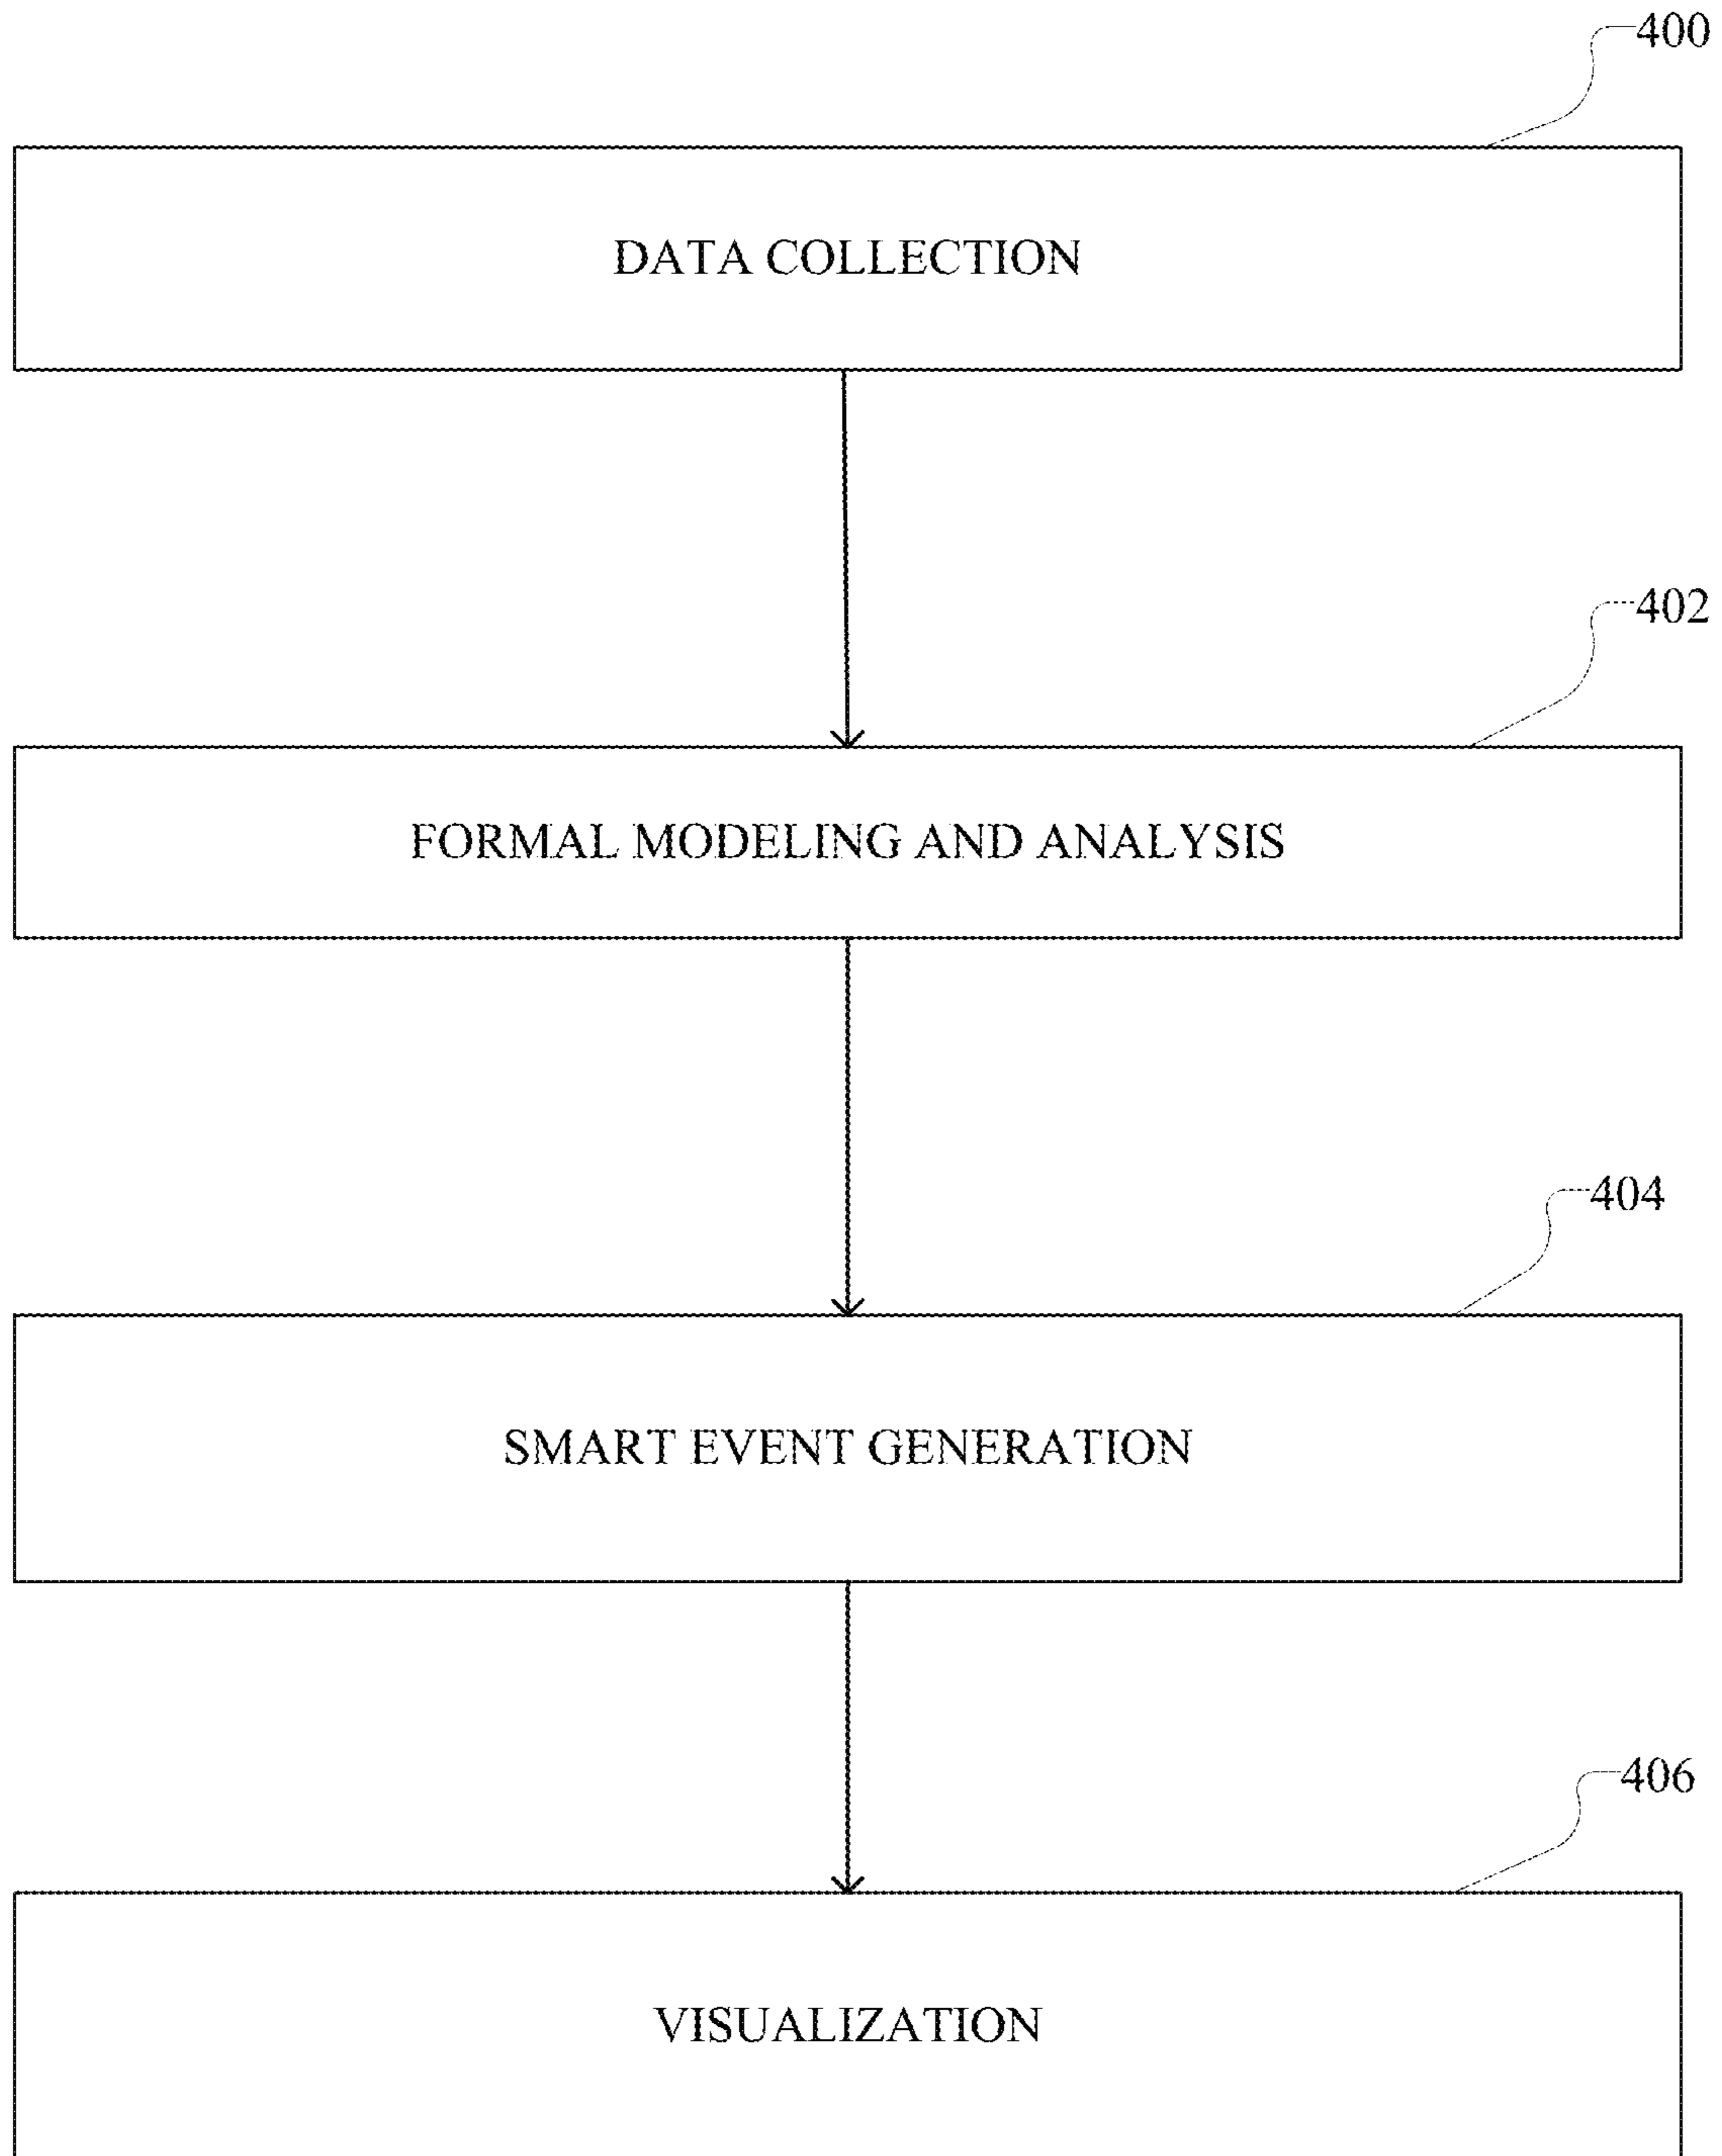 400
DATA COLLECTION
402
FORMAL MODELING AND ANALYSIS
404
SMART EVENT GENERATION
406
VISUALIZATION